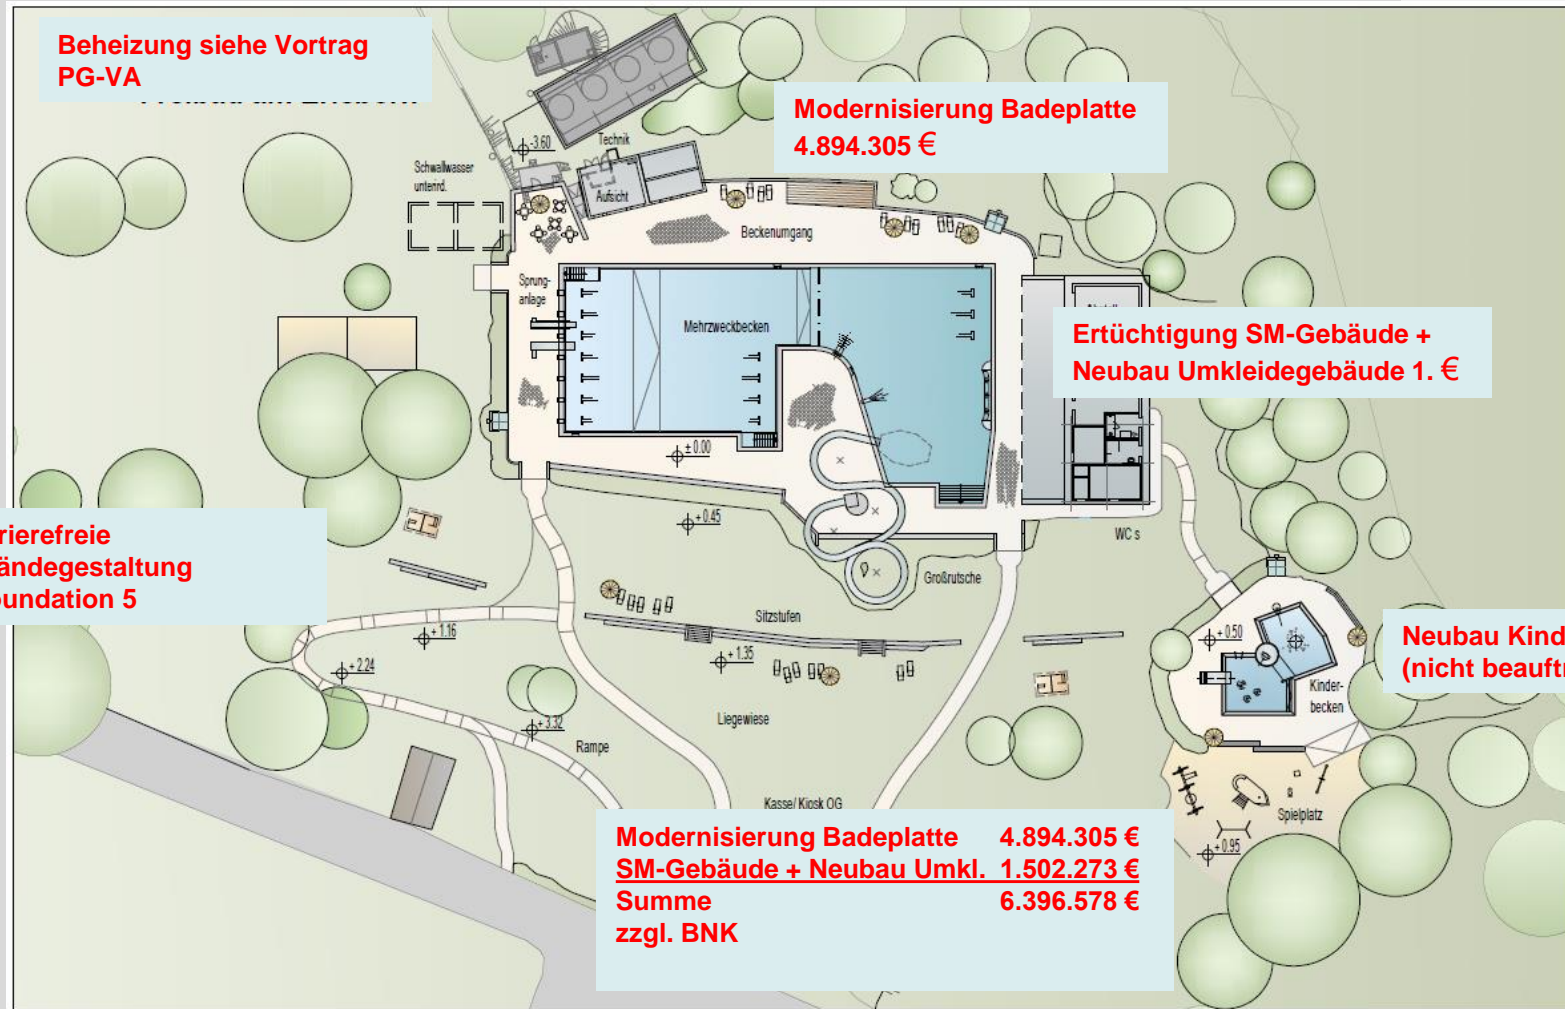 Beheizung siehe Vortrag
PG-VA
Modernisierung Badeplatte
4.894.305 €
-3.60
Technik
Schwallwasser
unterird.
Aufsicht
Beckenumgang
Sprung-
anlage
Mehrzweckbecken
Ertüchtigung SM-Gebäude +
Neubau Umkleidegebäude 1. €
± 0.00
+ 0.45
WC s
Großrutsche
rierefreie
ändegestaltung
oundation 5
Sitzstufen
+ 1.16
+ 1.35
+ 2.24
+ 0.50
Neubau Kind
(nicht beauftr
Kinder-
becken
Liegewiese
+ 3.32
Rampe
Kasse/ Kiosk OG
Spielplatz
+ 0.95
Modernisierung Badeplatte 4.894.305 €
SM-Gebäude + Neubau Umkl. 1.502.273 €
Summe 6.396.578 €
zzgl. BNK